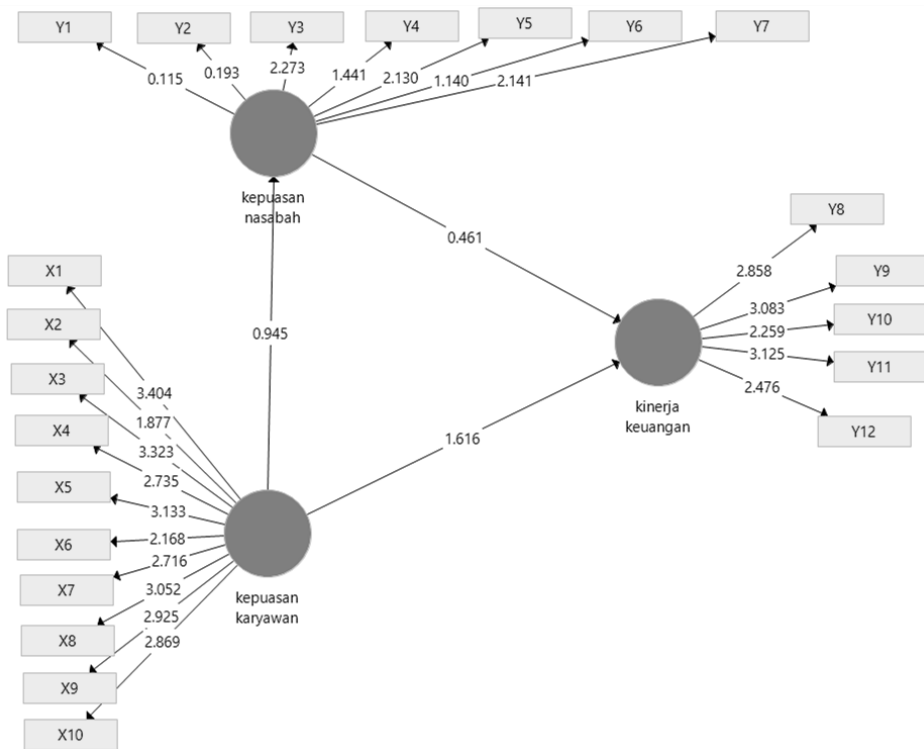 Y1
Y2
Y3
Y4
Y5
Y6
Y7
0.115
0.193
2.273
1.441
2.130
1.140
2.141
kepuasan
nasabah
0.461
0.945
1.616
Y8
Y9
Y10
Y11
Y12
2.858
3.083
2.259
3.125
2.476
kinerja
keuangan
X1
X2
X3
X4
X5
X6
X7
X8
X9
X10
3.404
1.877
3.323
2.735
3.133
2.168
2.716
3.052
2.925
2.869
kepuasan
karyawan